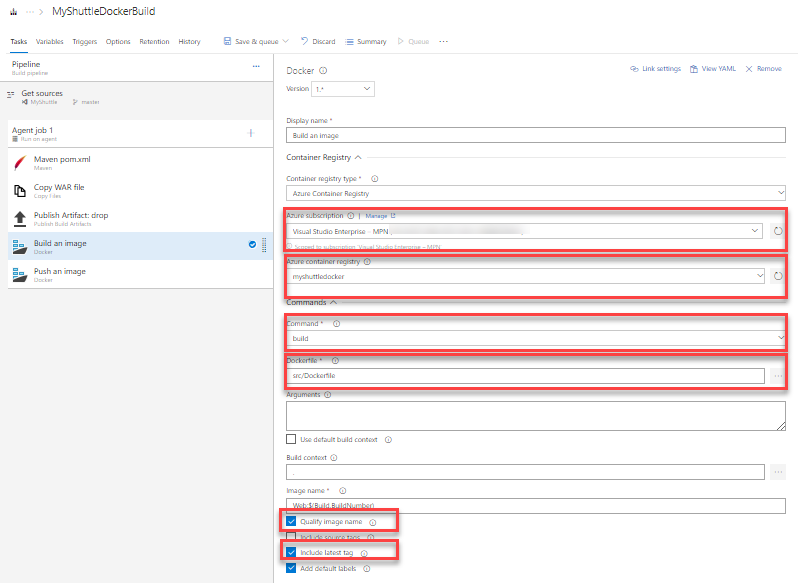 MyShuttleDockerBuild
Tasks Variables Triggers Options Retention History Save & queue Discard Summary Queue
Pipeline
Build pipeline
Get sources
MyShuttle master
Agent job 1
Run on agent
Maven pom.xml
Maven
Copy WAR file
Copy Files
Publish Artifact: drop
Publish Build Artifacts
Build an image
Docker
Push an image
Docker
Docker
Link settings View YAML Remove
Version 1.*
Display name *
Build an image
Container Registry
Container registry type *
Azure Container Registry
Azure subscription | Manage
Visual Studio Enterprise – MPN
Scoped to subscription 'Visual Studio Enterprise – MPN'
Azure container registry
myshuttledocker
Commands
Command *
build
Dockerfile *
src/Dockerfile
Arguments
Use default build context
Build context
.
Image name *
Web:$(Build.BuildNumber)
Qualify image name
Include source tags
Include latest tag
Add default labels